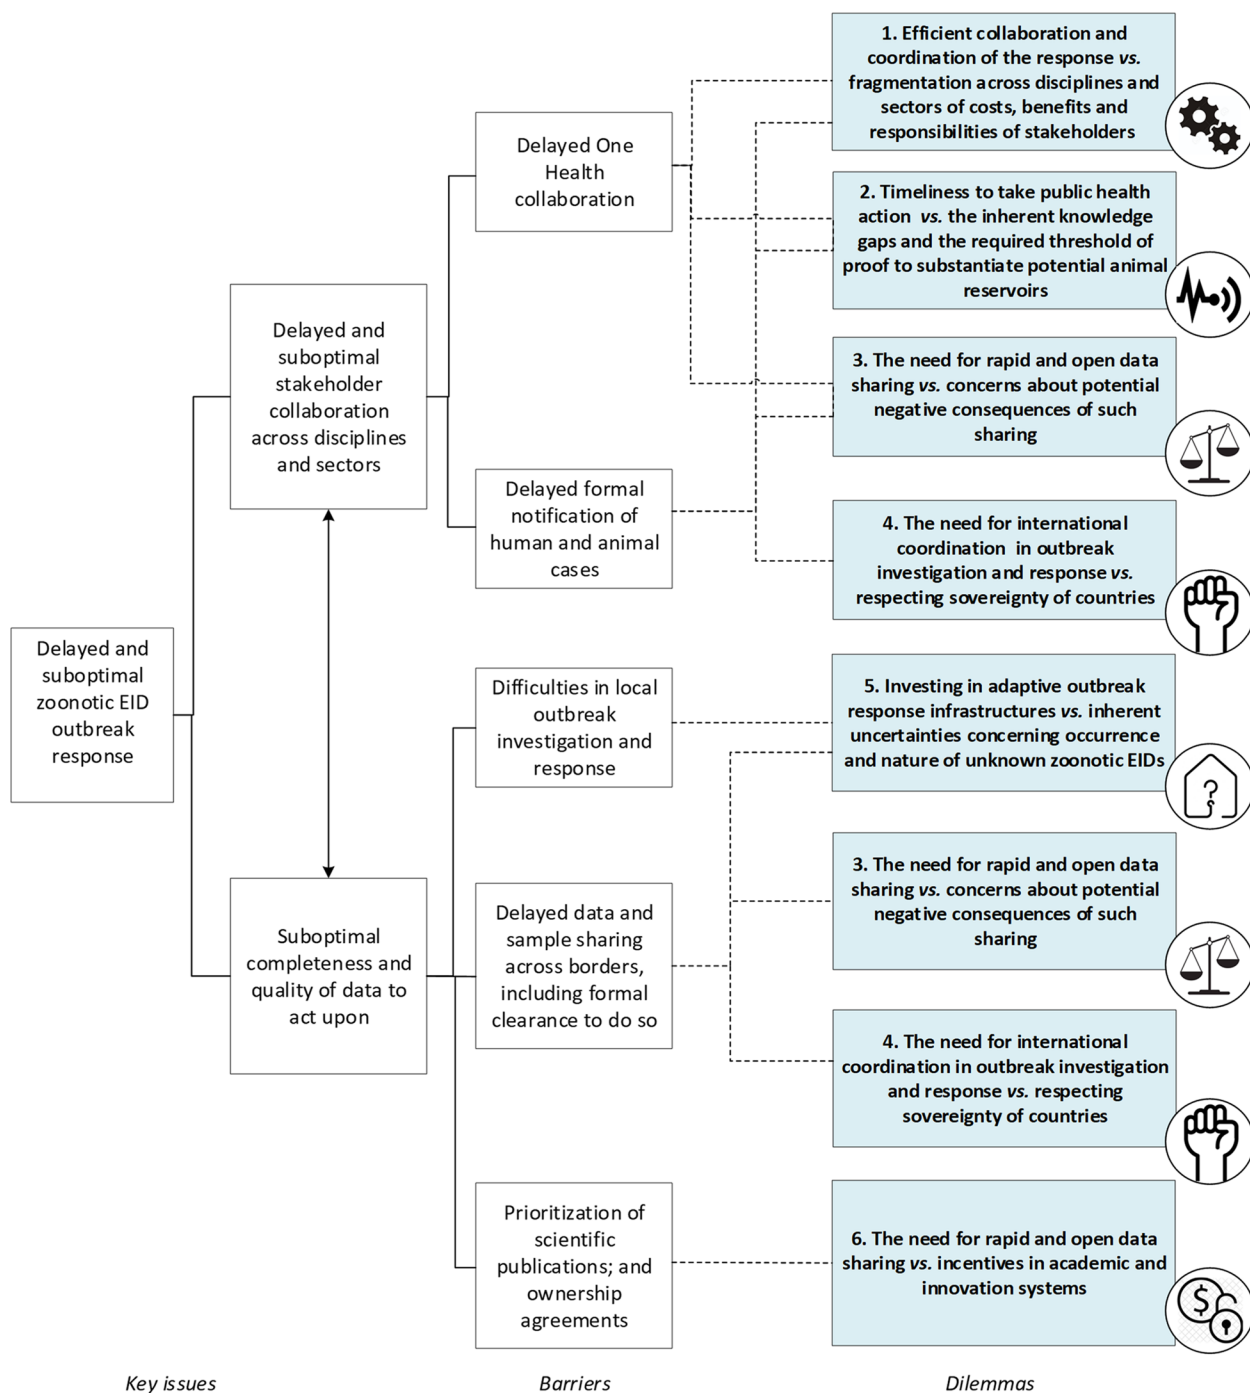 Delayed and
suboptimal
zoonotic EID
outbreak
response
Delayed and
suboptimal
stakeholder
collaboration
across disciplines
and sectors
Suboptimal
completeness and
quality of data to
act upon
Key issues
Delayed One
Health
collaboration
Delayed formal
notification of
human and animal
cases
Difficulties in local
outbreak
investigation and
response
Delayed data and
sample sharing
across borders,
including formal
clearance to do so
Prioritization of
scientific
publications; and
ownership
agreements
Barriers
1. Efficient collaboration and
coordination of the response vs.
fragmentation across disciplines and
sectors of costs, benefits and
responsibilities of stakeholders
2. Timeliness to take public health
action vs. the inherent knowledge
gaps and the required threshold of
proof to substantiate potential animal
reservoirs
3. The need for rapid and open data
sharing vs. concerns about potential
negative consequences of such
sharing
4. The need for international
coordination in outbreak
investigation and response vs.
respecting sovereignty of countries
5. Investing in adaptive outbreak
response infrastructures vs. inherent
uncertainties concerning occurrence
and nature of unknown zoonotic EIDs
?
3. The need for rapid and open data
sharing vs. concerns about potential
negative consequences of such
sharing
4. The need for international
coordination in outbreak investigation
and response vs. respecting
sovereignty of countries
6. The need for rapid and open data
sharing vs. incentives in academic and
innovation systems
$
Dilemmas